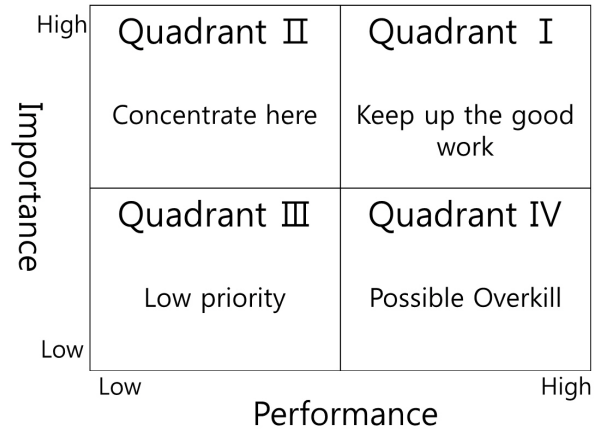 High
Quadrant Ⅱ
Quadrant Ⅰ
Concentrate here
Keep up the good
work
Importance
Quadrant Ⅲ
Quadrant Ⅳ
Low priority
Possible Overkill
Low
Low
High
Performance